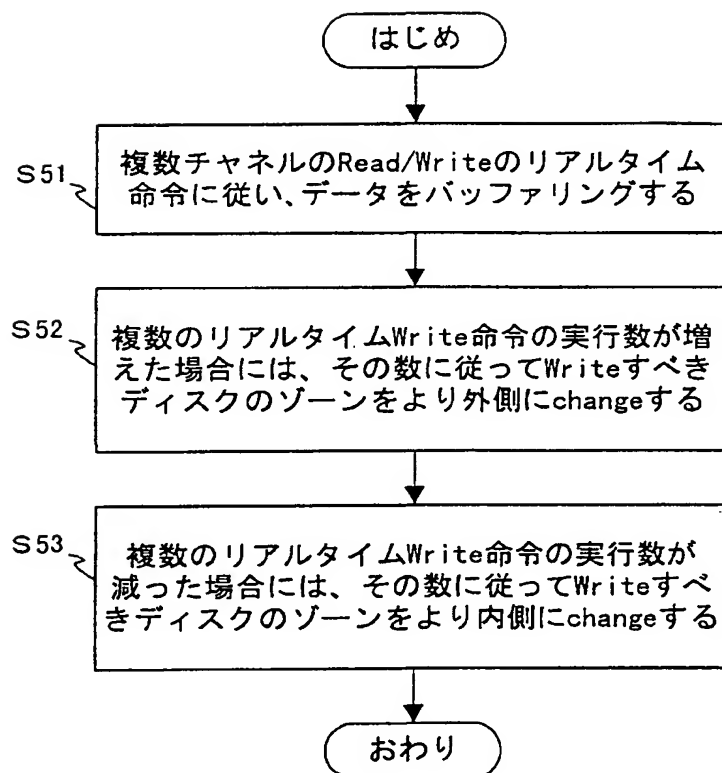 はじめ
S51
複数チャネルのRead/Writeのリアルタイム
命令に従い、データをバッファリングする
S52
複数のリアルタイムWrite命令の実行数が増
えた場合には、その数に従ってWriteすべき
ディスクのゾーンをより外側にchangeする
S53
複数のリアルタイムWrite命令の実行数が
減った場合には、その数に従ってWriteすべ
きディスクのゾーンをより内側にchangeする
おわり